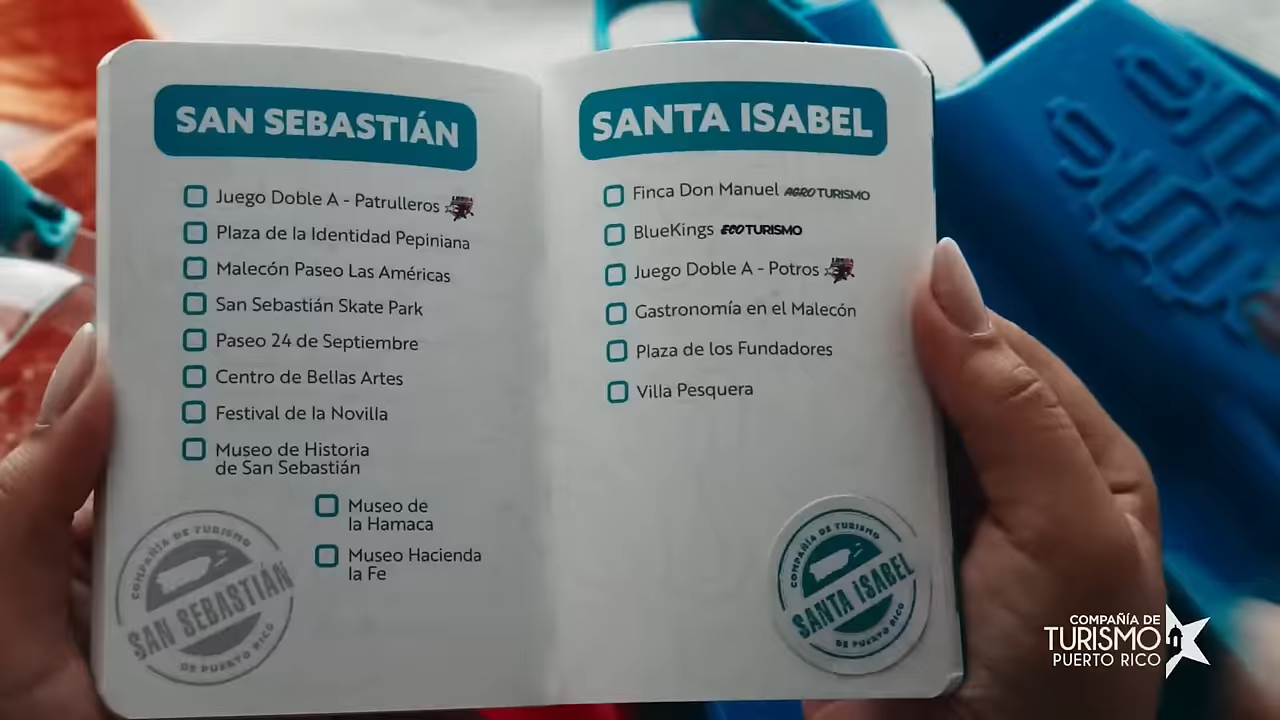 SAN SEBASTIÁN
Juego Doble A - Patrulleros
Plaza de la Identidad Pepiniana
Malecón Paseo Las Américas
San Sebastián Skate Park
Paseo 24 de Septiembre
Centro de Bellas Artes
Festival de la Novilla
Museo de Historia
de San Sebastián
Museo de
la Hamaca
Museo Hacienda
la Fe
COMPAÑÍA DE TURISMO
SAN SEBASTIÁN
DE PUERTO RICO
SANTA ISABEL
Finca Don Manuel AGROTURISMO
BlueKings ECOTURISMO
Juego Doble A - Potros
Gastronomía en el Malecón
Plaza de los Fundadores
Villa Pesquera
COMPAÑÍA DE TURISMO
SANTA ISABEL
DE PUERTO RICO
COMPAÑÍA DE
TURISMO
PUERTO RICO